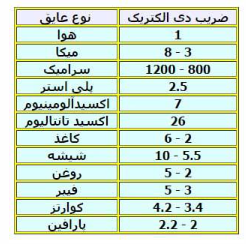 نوع عایق ضریب دی الکتریک
هوا 1
میکا 3 - 8
سرامیک 800 - 1200
پلی استر 2.5
اکسیدآلومینیوم 7
اکسید تانتالیوم 26
کاغذ 2 - 6
شیشه 5.5 - 10
روغن 2 - 5
فیبر 3 - 5
کوارتز 3.4 - 4.2
پارافین 2 - 2.2